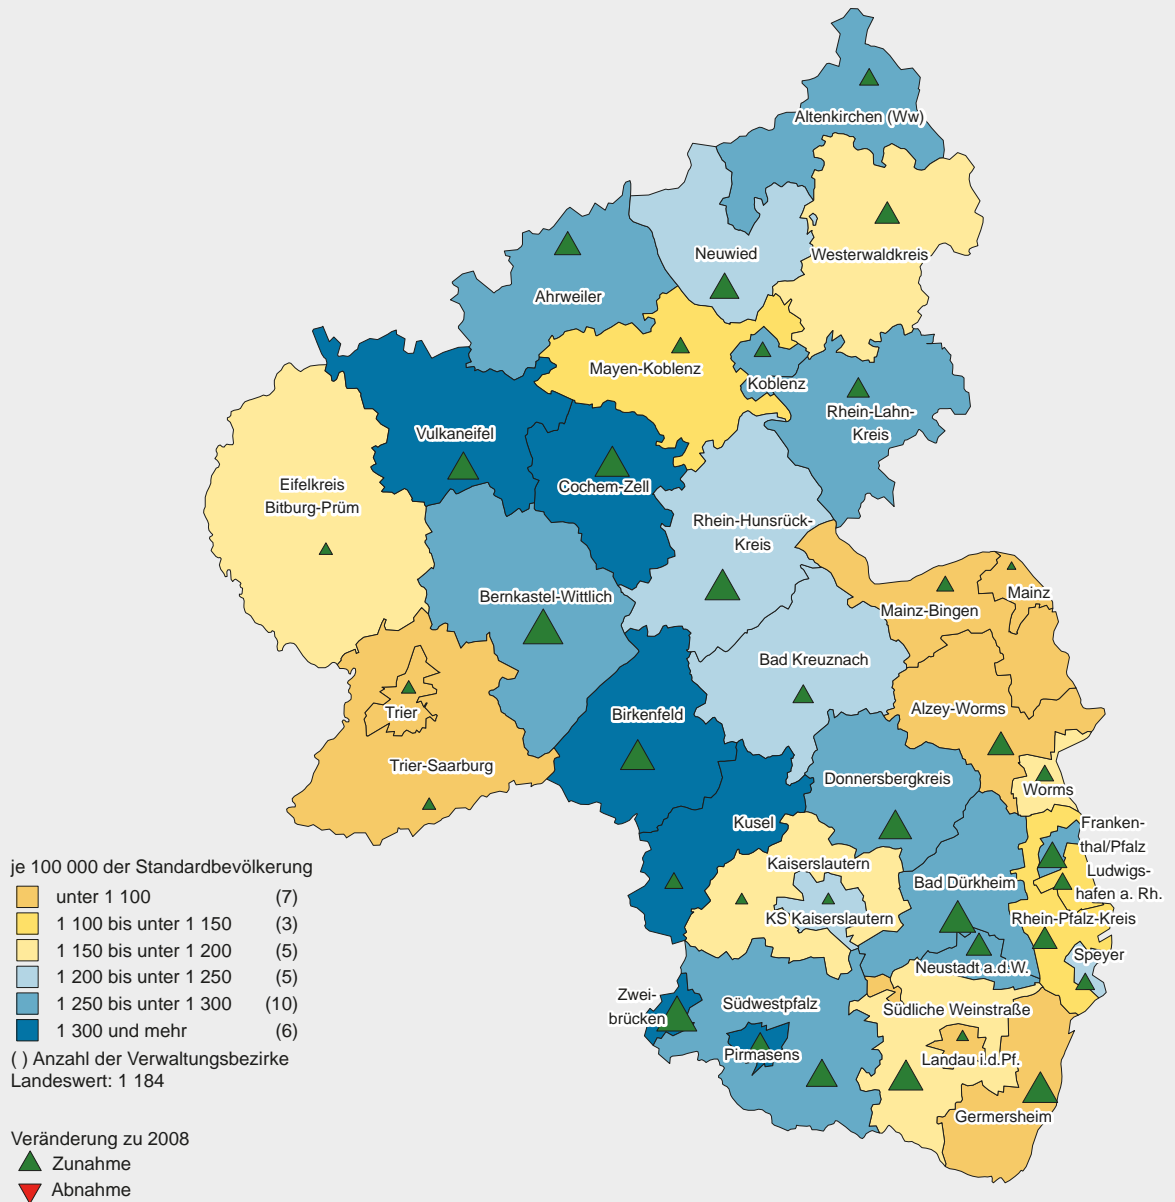 Altenkirchen (Ww)
Neuwied
Westerwaldkreis
Ahrweiler
Mayen-Koblenz
Koblenz
Rhein-Lahn-
Kreis
Vulkaneifel
Cochem-Zell
Eifelkreis
Bitburg-Prüm
Rhein-Hunsrück-
Kreis
Bernkastel-Wittlich
Mainz
Mainz-Bingen
Bad Kreuznach
Trier
Birkenfeld
Alzey-Worms
Trier-Saarburg
Donnersbergkreis
Worms
Kusel
Franken-
thal/Pfalz
Kaiserslautern
Ludwigs-
hafen a. Rh.
Bad Dürkheim
KS Kaiserslautern
Rhein-Pfalz-Kreis
Speyer
Neustadt a.d.W.
Zwei-
brücken
Südwestpfalz
Südliche Weinstraße
Pirmasens
Landau i.d.Pf.
Germersheim
je 100 000 der Standardbevölkerung
unter 1 100 (7)
1 100 bis unter 1 150 (3)
1 150 bis unter 1 200 (5)
1 200 bis unter 1 250 (5)
1 250 bis unter 1 300 (10)
1 300 und mehr (6)
( ) Anzahl der Verwaltungsbezirke
Landeswert: 1 184
Veränderung zu 2008
Zunahme
Abnahme